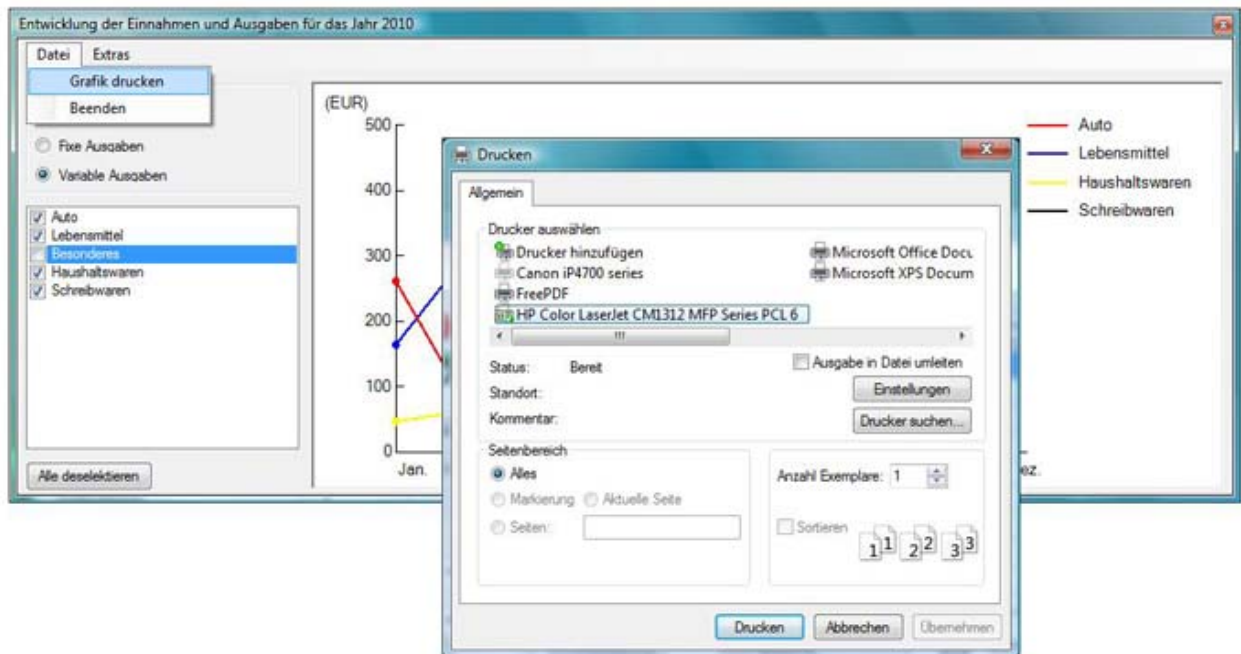 Entwicklung der Einnahmen und Ausgaben für das Jahr 2010
Datei Extras
Grafik drucken
Beenden
Fixe Ausgaben
Variable Ausgaben
Auto
Lebensmittel
Besonderes
Haushaltswaren
Schreibwaren
Alle deselektieren
(EUR)
500
400
300
200
100
0
Jan.
ez.
Auto
Lebensmittel
Haushaltswaren
Schreibwaren
Drucken
Allgemein
Drucker auswählen
Drucker hinzufügen
Canon iP4700 series
FreePDF
HP Color LaserJet CM1312 MFP Series PCL 6
Microsoft Office Docu
Microsoft XPS Docum
Status: Bereit
Standort:
Kommentar:
Ausgabe in Datei umleiten
Einstellungen
Drucker suchen...
Seitenbereich
Alles
Markierung Aktuelle Seite
Seiten:
Anzahl Exemplare: 1
Sortieren
1 1 2 2 3 3
Drucken Abbrechen Übernehmen